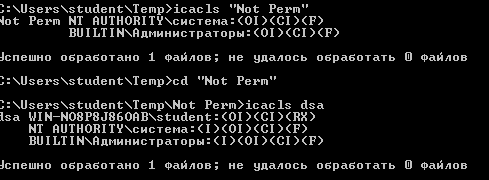 C:\Users\student\Temp>icacls "Not Perm"
Not Perm NT AUTHORITY\система:(OI)(CI)(F)
BUILTIN\Администраторы:(OI)(CI)(F)
Успешно обработано 1 файлов; не удалось обработать 0 файлов
C:\Users\student\Temp>cd "Not Perm"
C:\Users\student\Temp\Not Perm>icacls dsa
dsa WIN-NO8P8J86OAB\student:(OI)(CI)(RX)
NT AUTHORITY\система:(I)(OI)(CI)(F)
BUILTIN\Администраторы:(I)(OI)(CI)(F)
Успешно обработано 1 файлов; не удалось обработать 0 файлов